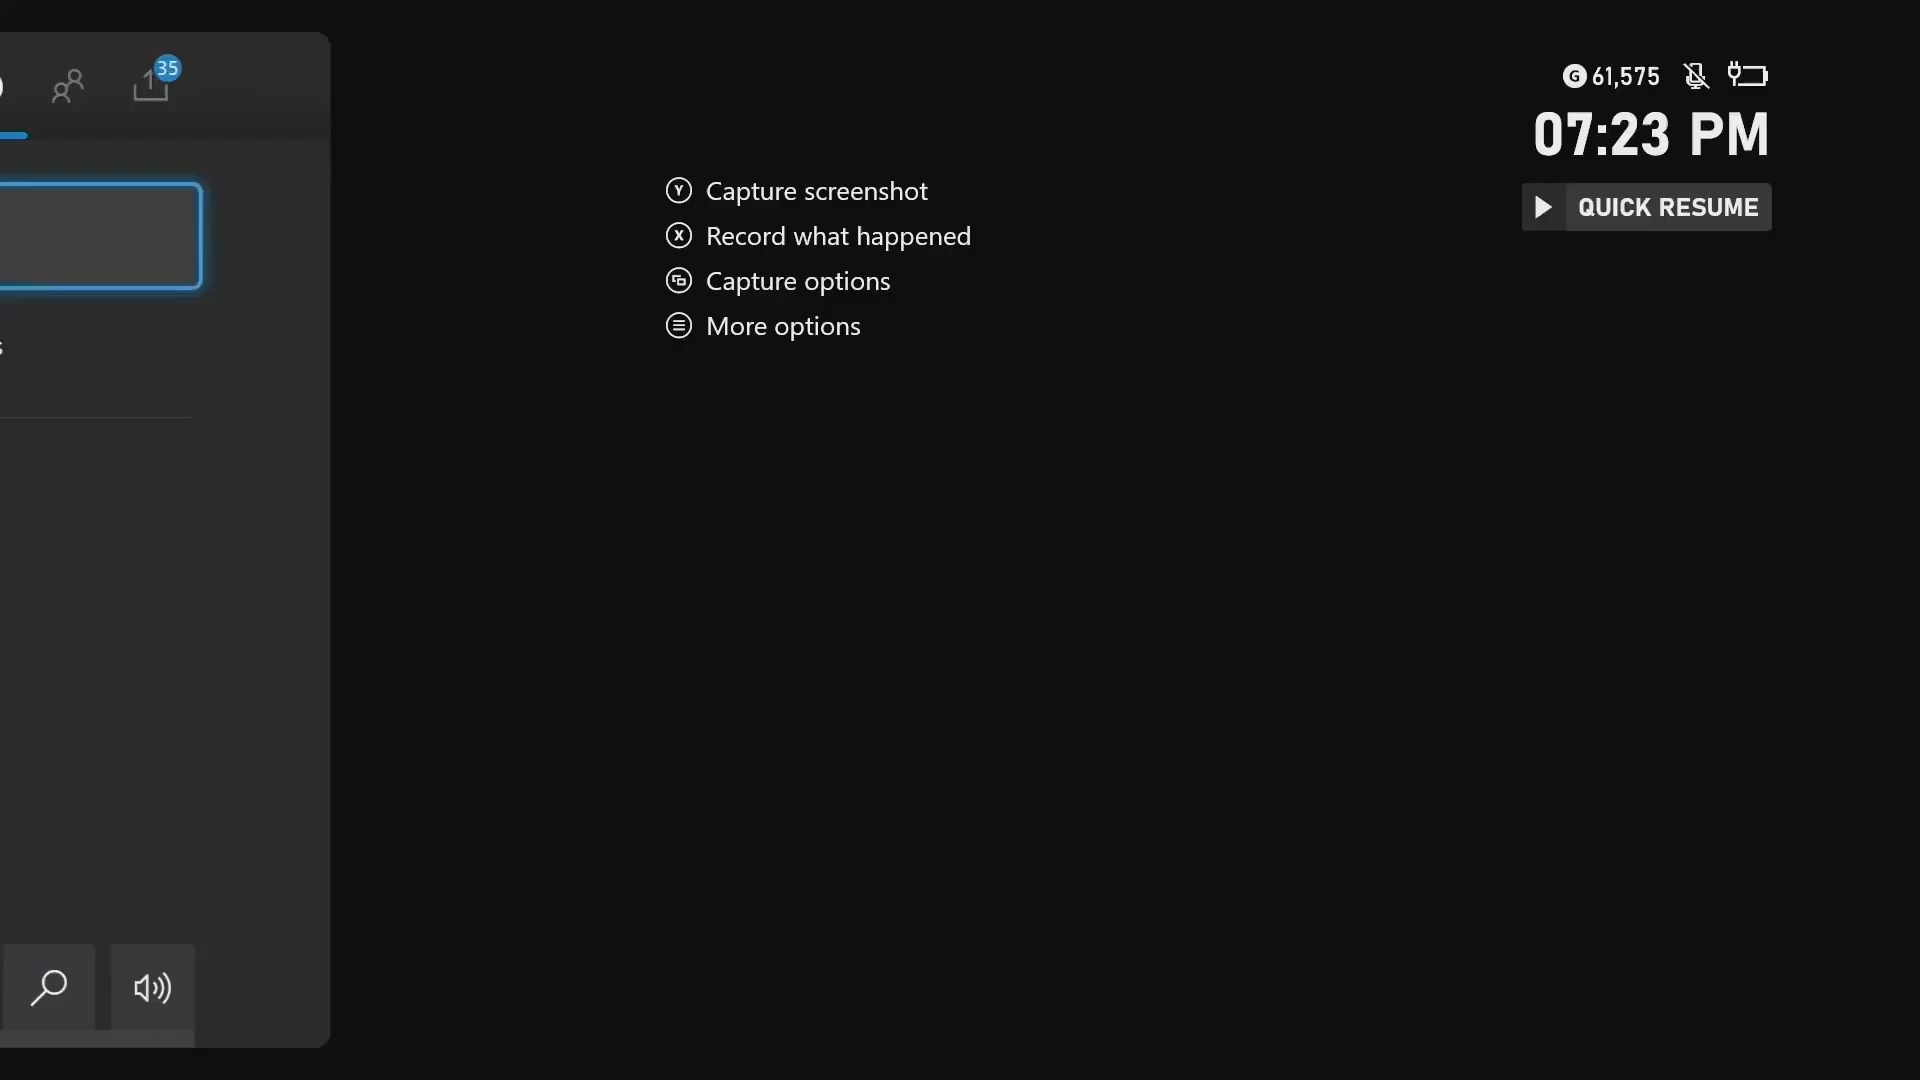 35
61,575
07:23 PM
QUICK RESUME
Capture screenshot
Record what happened
Capture options
More options